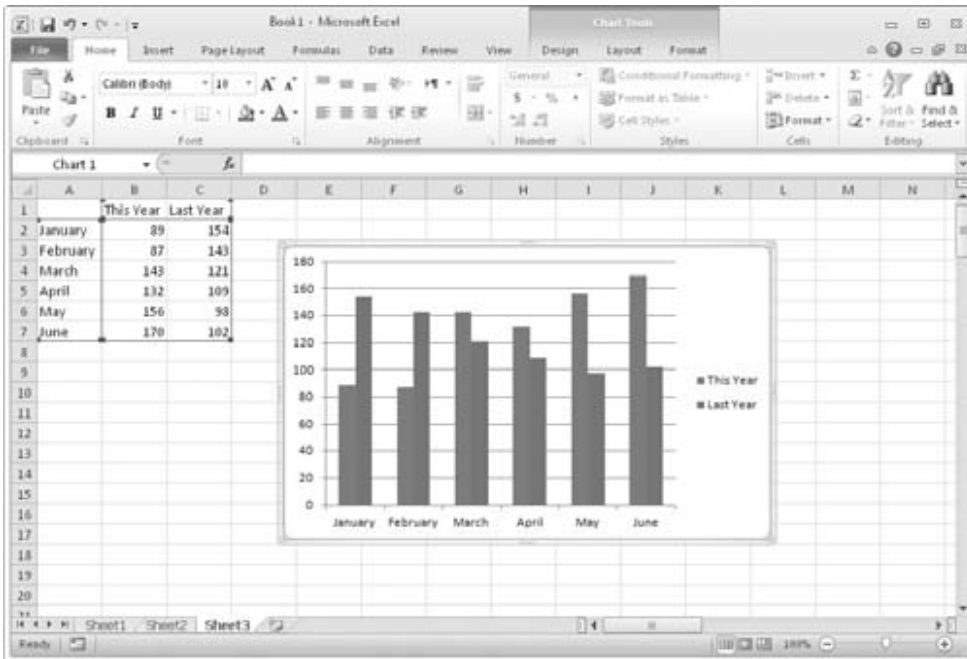 Book1 - Microsoft Excel
Chart Tools
File Home Insert Page Layout Formulas Data Review View Design Layout Format
Calibri (Body) 10 A A General Conditional Formatting Insert Σ
Paste B I U A $ % , Format as Table Delete Sort & Filter Find & Select
Cell Styles Format
Clipboard Font Alignment Number Styles Cells Editing
Chart 1 fx
A B C D E F G H I J K L M N
1 This Year Last Year
2 January 89 154
3 February 87 143
4 March 143 121
5 April 132 109
6 May 156 98
7 June 170 102
8
9
10
11
12
13
14
15
16
17
18
19
20
180
160
140
120
100
80
60
40
20
0
January February March April May June
This Year
Last Year
Sheet1 Sheet2 Sheet3
Ready 100%